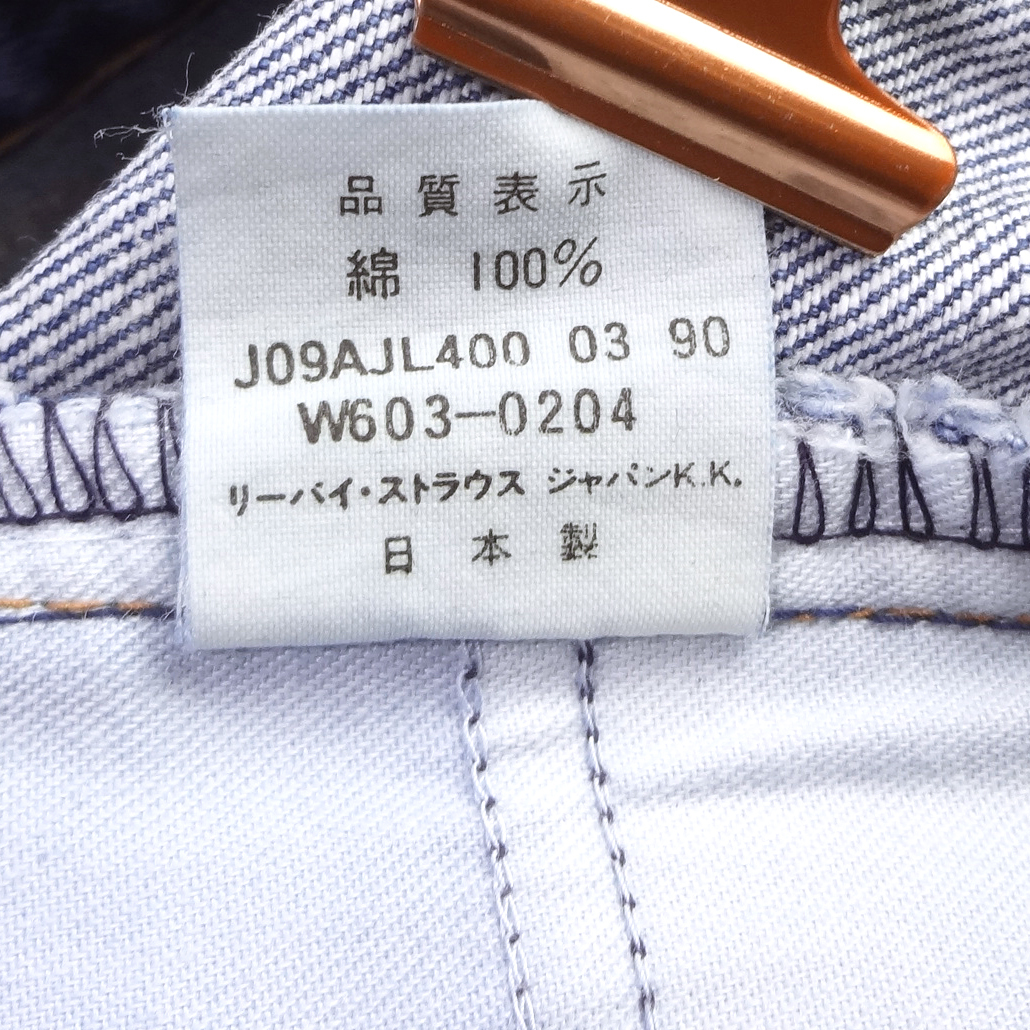 品質表示
綿 100%
J09AJL400 03 90
W603-0204
リーバイ・ストラウス ジャパンK.K.
日本製